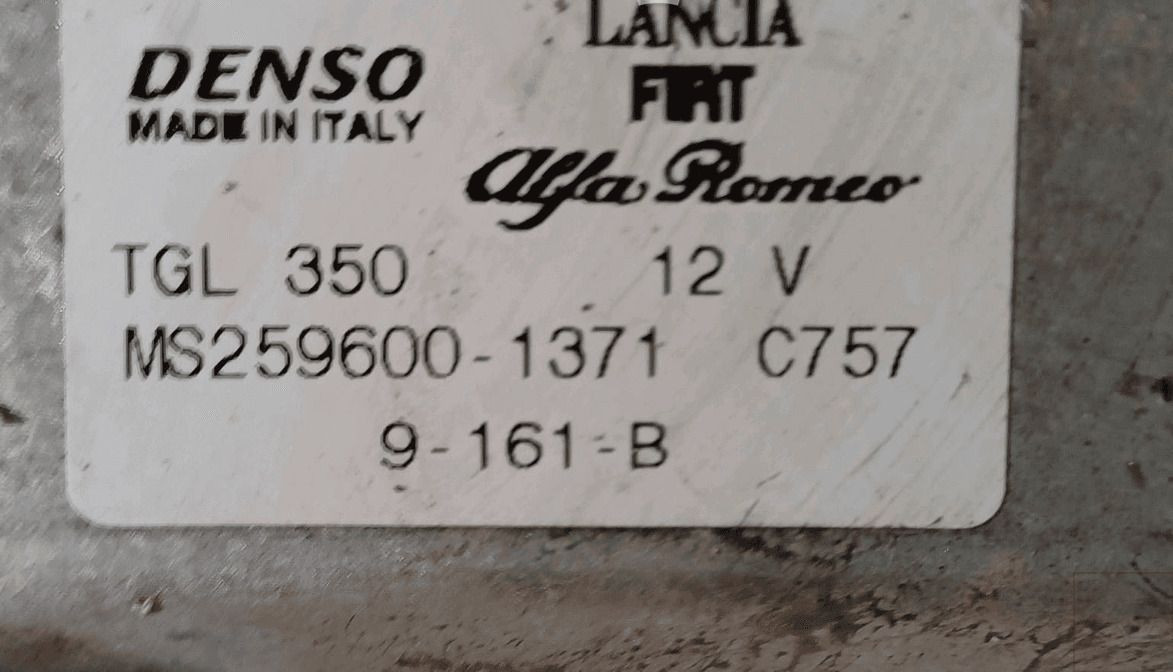 LANCIA
DENSO
FIAT
MADE IN ITALY
Alfa Romeo
TGL 350 12 V
MS259600-1371 C757
9-161-B